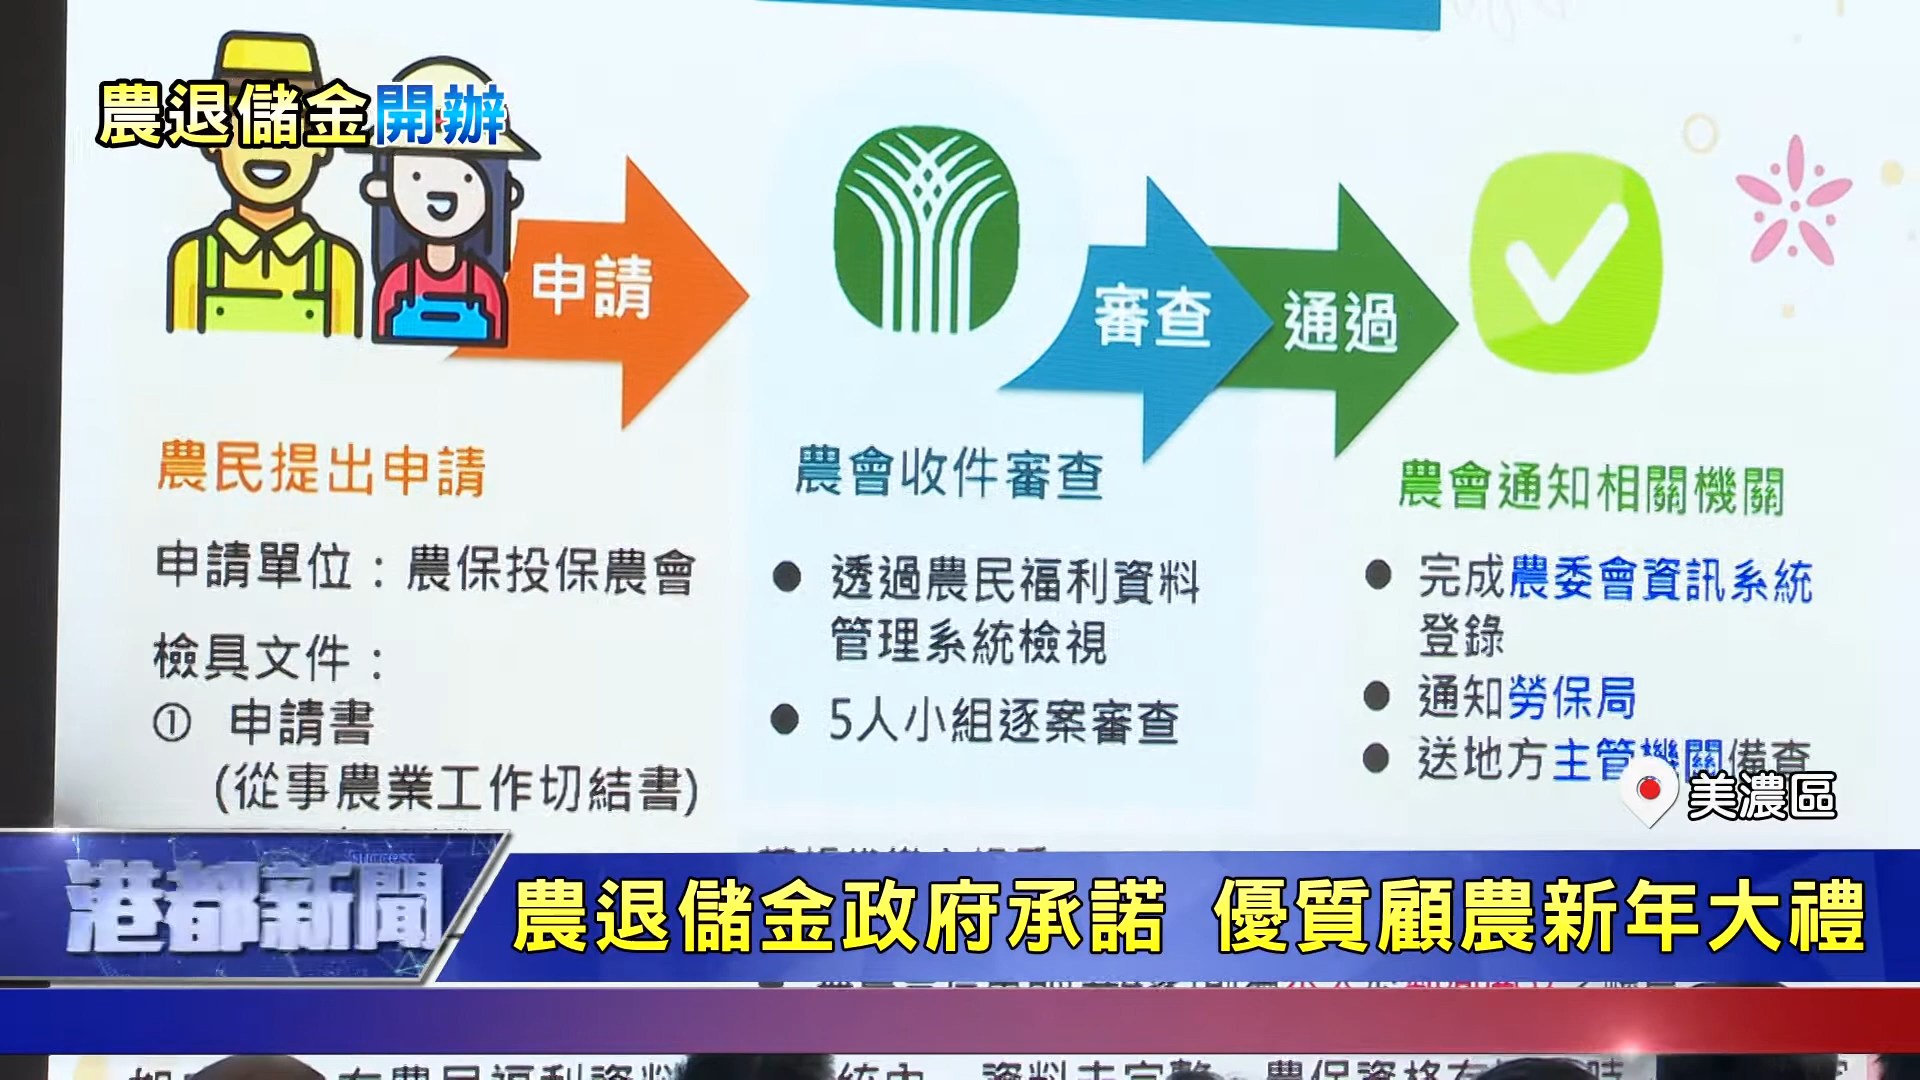 農退儲金開辦
申請
審查
通過
農民提出申請
申請單位：農保投保農會
檢具文件：
① 申請書
(從事農業工作切結書)
農會收件審查
● 透過農民福利資料
管理系統檢視
● 5人小組逐案審查
農會通知相關機關
● 完成農委會資訊系統
登錄
● 通知勞保局
● 送地方主管機關備查
美濃區
港都新聞
農退儲金政府承諾 優質顧農新年大禮